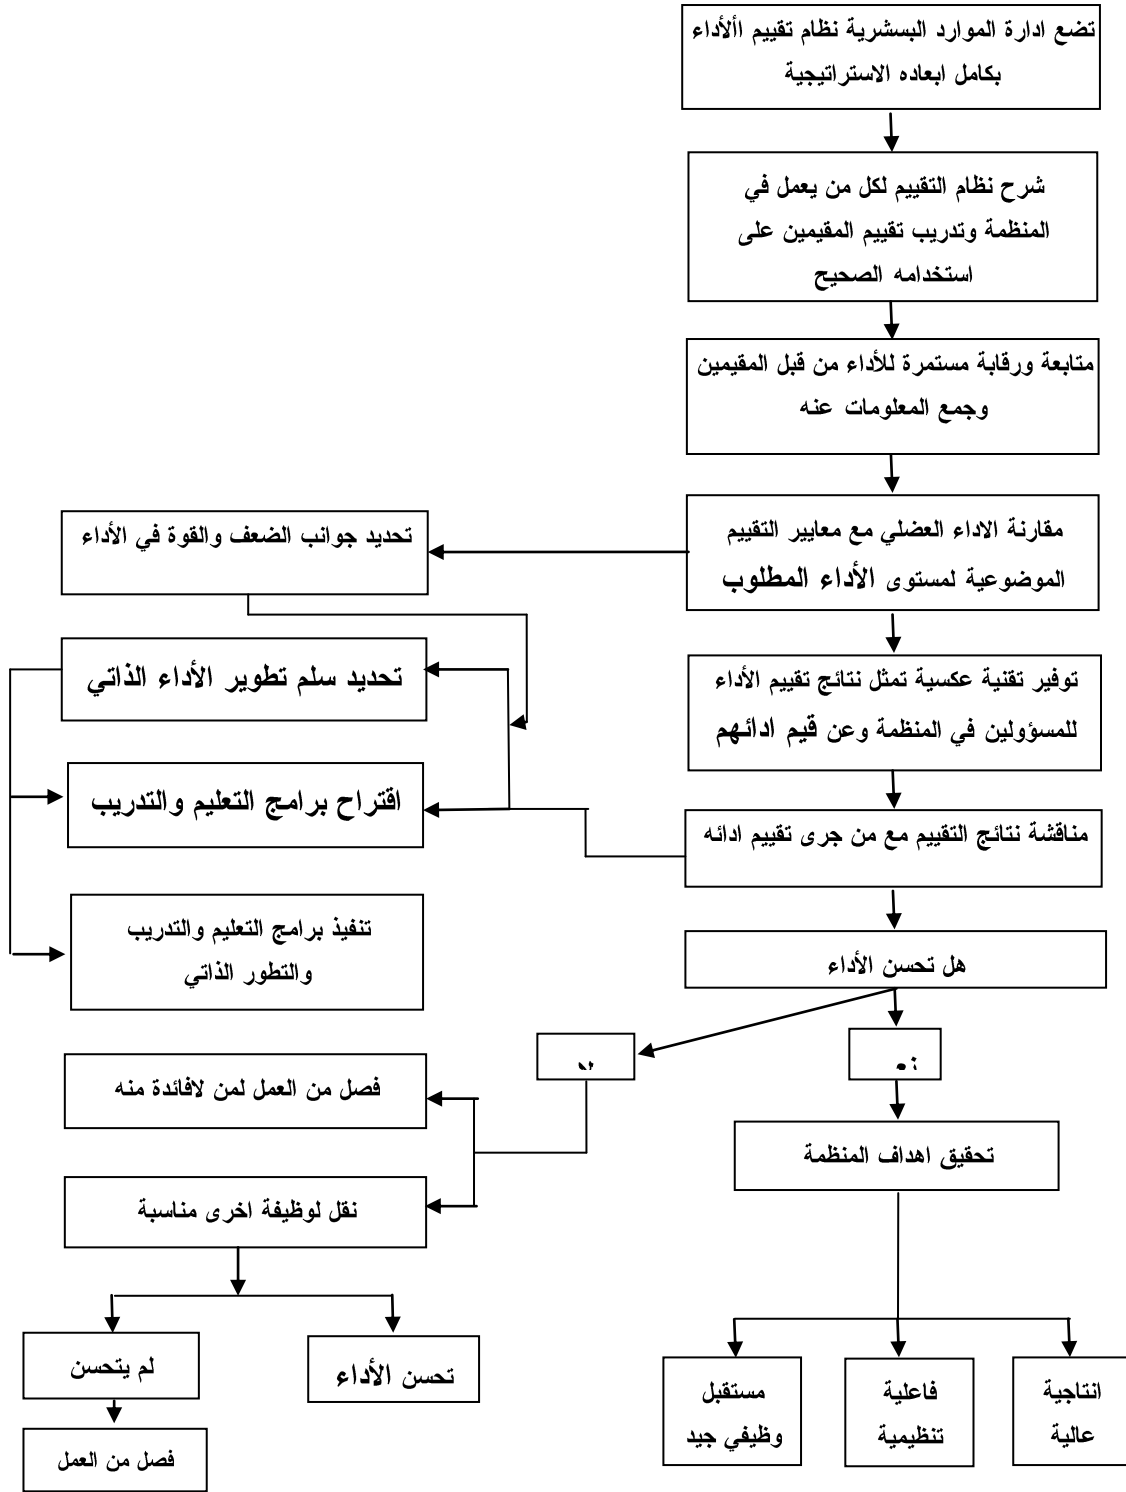 تضع ادارة الموارد البسشرية نظام تقييم األأداء
بكامل ابعاده الاستراتيجية
شرح نظام التقييم لكل من يعمل في
المنظمة وتدريب تقييم المقيمين على
استخدامه الصحيح
متابعة ورقابة مستمرة للأداء من قبل المقيمين
وجمع المعلومات عنه
مقارنة الاداء العضلي مع معايير التقييم
الموضوعية لمستوى الأداء المطلوب
تحديد جوانب الضعف والقوة في الأداء
توفير تقنية عكسية تمثل نتائج تقييم الأداء
للمسؤولين في المنظمة وعن قيم ادائهم
تحديد سلم تطوير الأداء الذاتي
اقتراح برامج التعليم والتدريب
مناقشة نتائج التقييم مع من جرى تقييم ادائه
تنفيذ برامج التعليم والتدريب
والتطور الذاتي
هل تحسن الأداء
فصل من العمل لمن لافائدة منه
تحقيق اهداف المنظمة
نقل لوظيفة اخرى مناسبة
تحسن الأداء
لم يتحسن
فصل من العمل
انتاجية
عالية
فاعلية
تنظيمية
مستقبل
وظيفي جيد